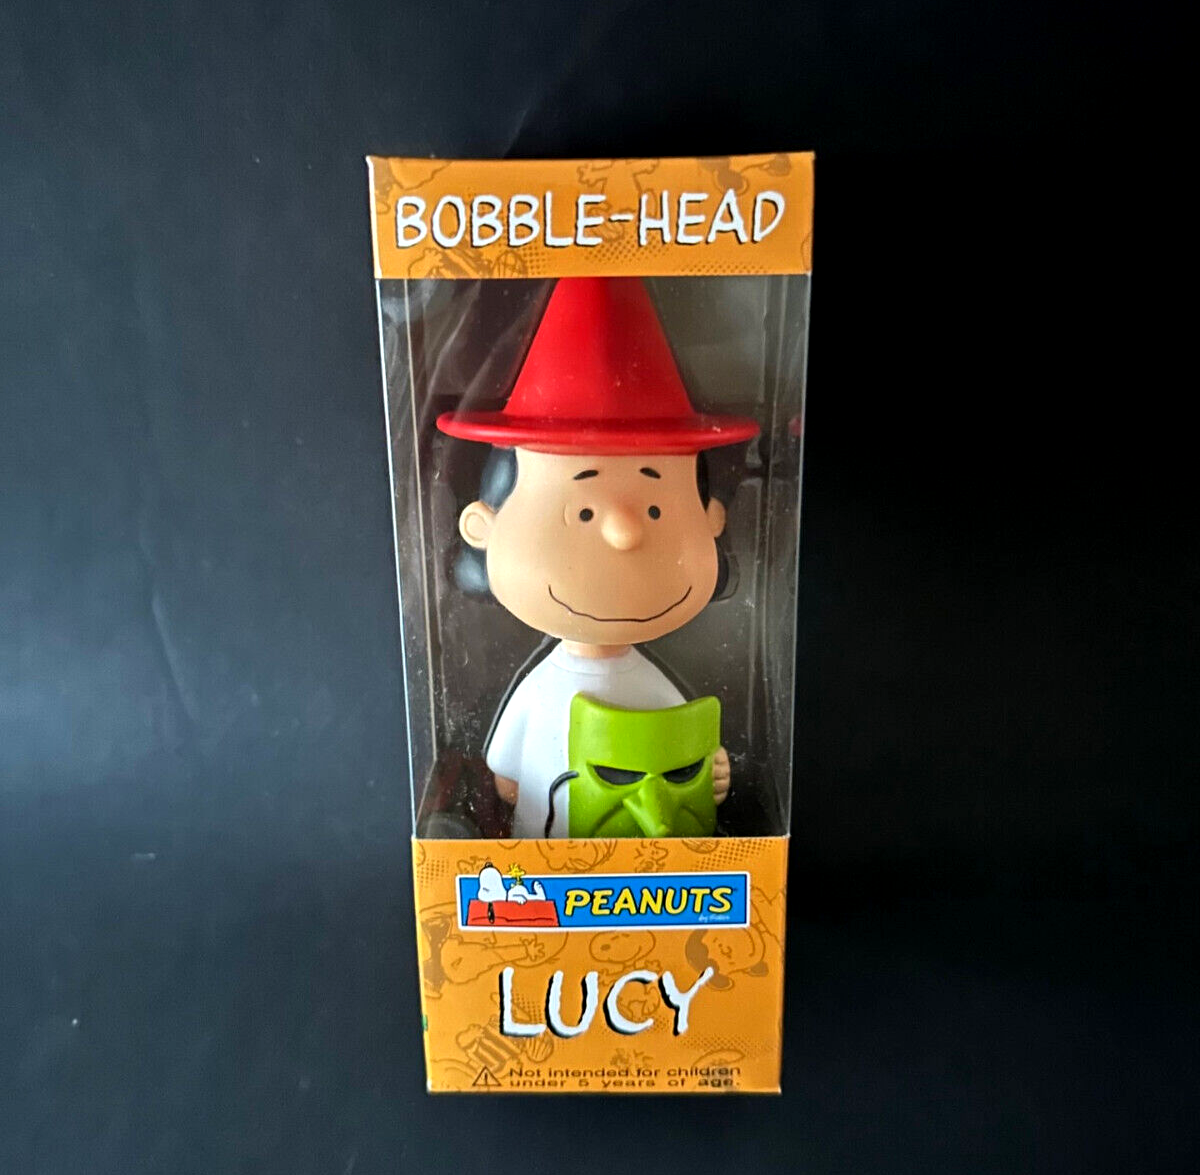 BOBBLE-HEAD
PEANUTS
LUCY
Not intended for children
under 5 years of age.